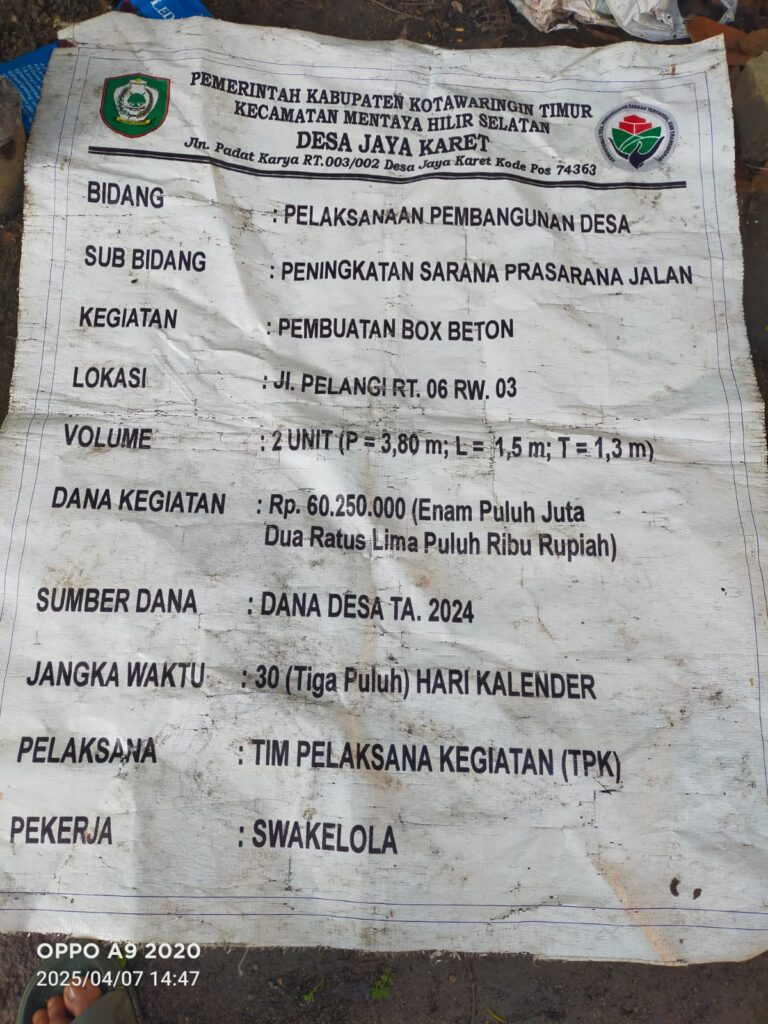 PEMERINTAH KABUPATEN KOTAWARINGIN TIMUR
KECAMATAN MENTAYA HILIR SELATAN
DESA JAYA KARET
Jln. Padat Karya RT.003/002 Desa Jaya Karet Kode Pos 74363
BIDANG : PELAKSANAAN PEMBANGUNAN DESA
SUB BIDANG : PENINGKATAN SARANA PRASARANA JALAN
KEGIATAN : PEMBUATAN BOX BETON
LOKASI : Jl. PELANGI RT. 06 RW. 03
VOLUME : 2 UNIT (P = 3,80 m; L = 1,5 m; T = 1,3 m)
DANA KEGIATAN : Rp. 60.250.000 (Enam Puluh Juta
Dua Ratus Lima Puluh Ribu Rupiah)
SUMBER DANA : DANA DESA TA. 2024
JANGKA WAKTU : 30 (Tiga Puluh) HARI KALENDER
PELAKSANA : TIM PELAKSANA KEGIATAN (TPK)
PEKERJA : SWAKELOLA
OPPO A9 2020
2025/04/07 14:47